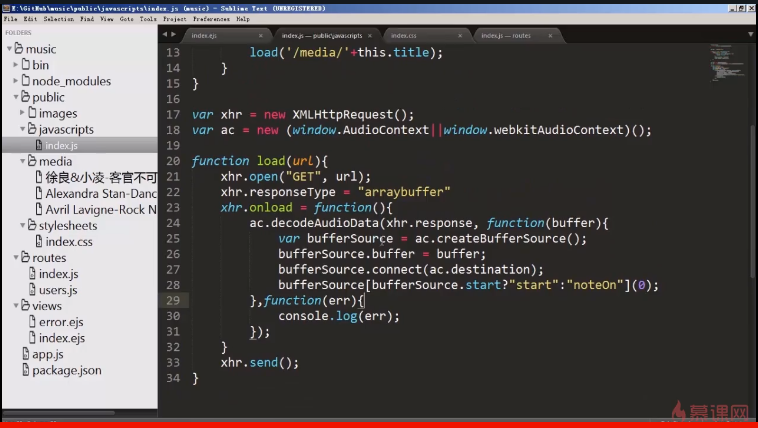 E:\GitHub\music\public\javascripts\index.js (music) - Sublime Text (UNREGISTERED)
File Edit Selection Find View Goto Tools Project Preferences Help
FOLDERS
music
bin
node_modules
public
images
javascripts
index.js
media
徐良&小凌-客官不可
Alexandra Stan-Danc
Avril Lavigne-Rock N
stylesheets
index.css
routes
index.js
users.js
views
error.ejs
index.ejs
app.js
package.json
index.ejs
index.js — public\javascripts
index.css
index.js — routes
13 load('/media/'+this.title);
14 }
15 }
16
17 var xhr = new XMLHttpRequest();
18 var ac = new (window.AudioContext||window.webkitAudioContext)();
19
20 function load(url){
21 xhr.open("GET", url);
22 xhr.responseType = "arraybuffer"
23 xhr.onload = function(){
24 ac.decodeAudioData(xhr.response, function(buffer){
25 var bufferSource = ac.createBufferSource();
26 bufferSource.buffer = buffer;
27 bufferSource.connect(ac.destination);
28 bufferSource[bufferSource.start?"start":"noteOn"](0);
29 },function(err){
30 console.log(err);
31 });
32 }
33 xhr.send();
34 }
慕课网